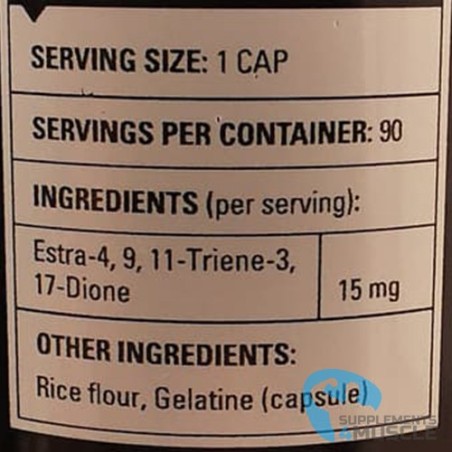 SERVING SIZE: 1 CAP
SERVINGS PER CONTAINER: 90
INGREDIENTS (per serving):
Estra-4, 9, 11-Triene-3,
17-Dione
15 mg
OTHER INGREDIENTS:
Rice flour, Gelatine (capsule)
SUPPLEMENTS
4MUSCLE